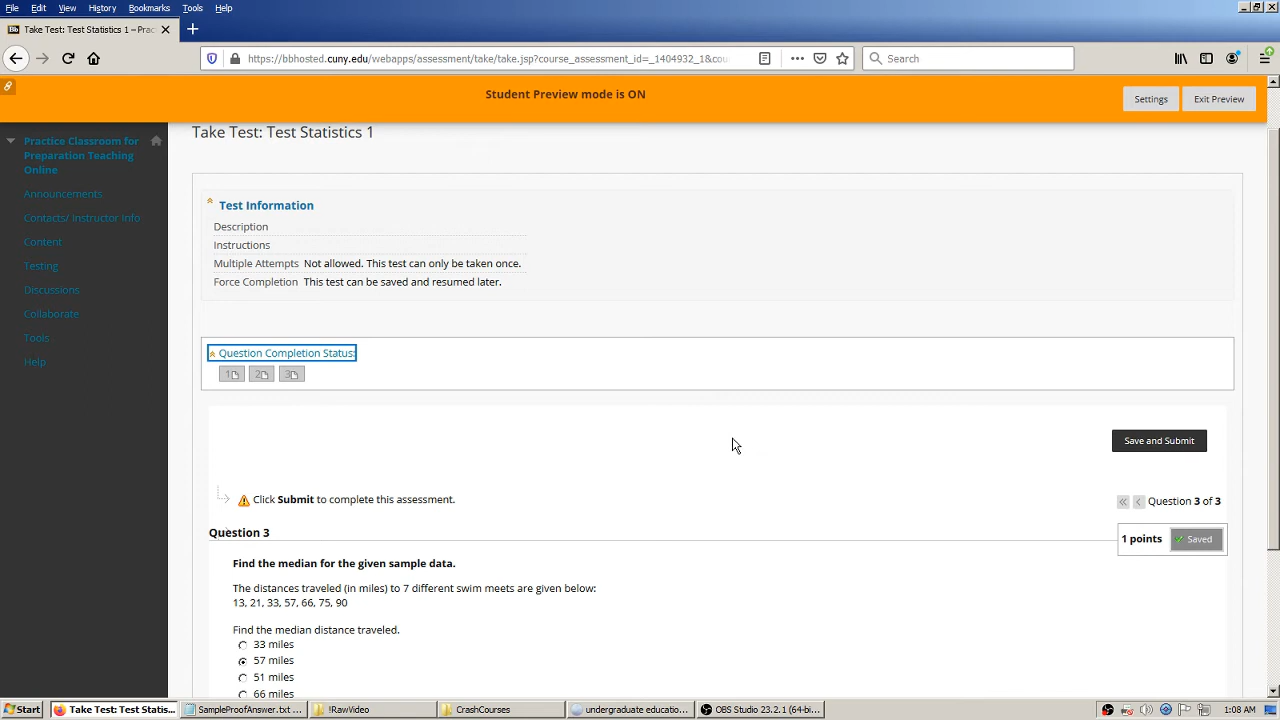 File Edit View History Bookmarks Tools Help
Bb Take Test: Test Statistics 1 – Prac
https://bbhosted.cuny.edu/webapps/assessment/take/take.jsp?course_assessment_id=_1404932_1&cou
Search
Student Preview mode is ON
Settings
Exit Preview
Practice Classroom for
Preparation Teaching
Online
Announcements
Contacts/ Instructor Info
Content
Testing
Discussions
Collaborate
Tools
Help
Take Test: Test Statistics 1
Test Information
Description
Instructions
Multiple Attempts Not allowed. This test can only be taken once.
Force Completion This test can be saved and resumed later.
Question Completion Status:
1 2 3
Save and Submit
Click Submit to complete this assessment.
Question 3 of 3
Question 3
1 points
Saved
Find the median for the given sample data.
The distances traveled (in miles) to 7 different swim meets are given below:
13, 21, 33, 57, 66, 75, 90
Find the median distance traveled.
33 miles
57 miles
51 miles
66 miles
Start
Take Test: Test Statis...
SampleProofAnswer.txt ...
!RawVideo
CrashCourses
undergraduate educatio...
OBS Studio 23.2.1 (64-bi...
1:08 AM